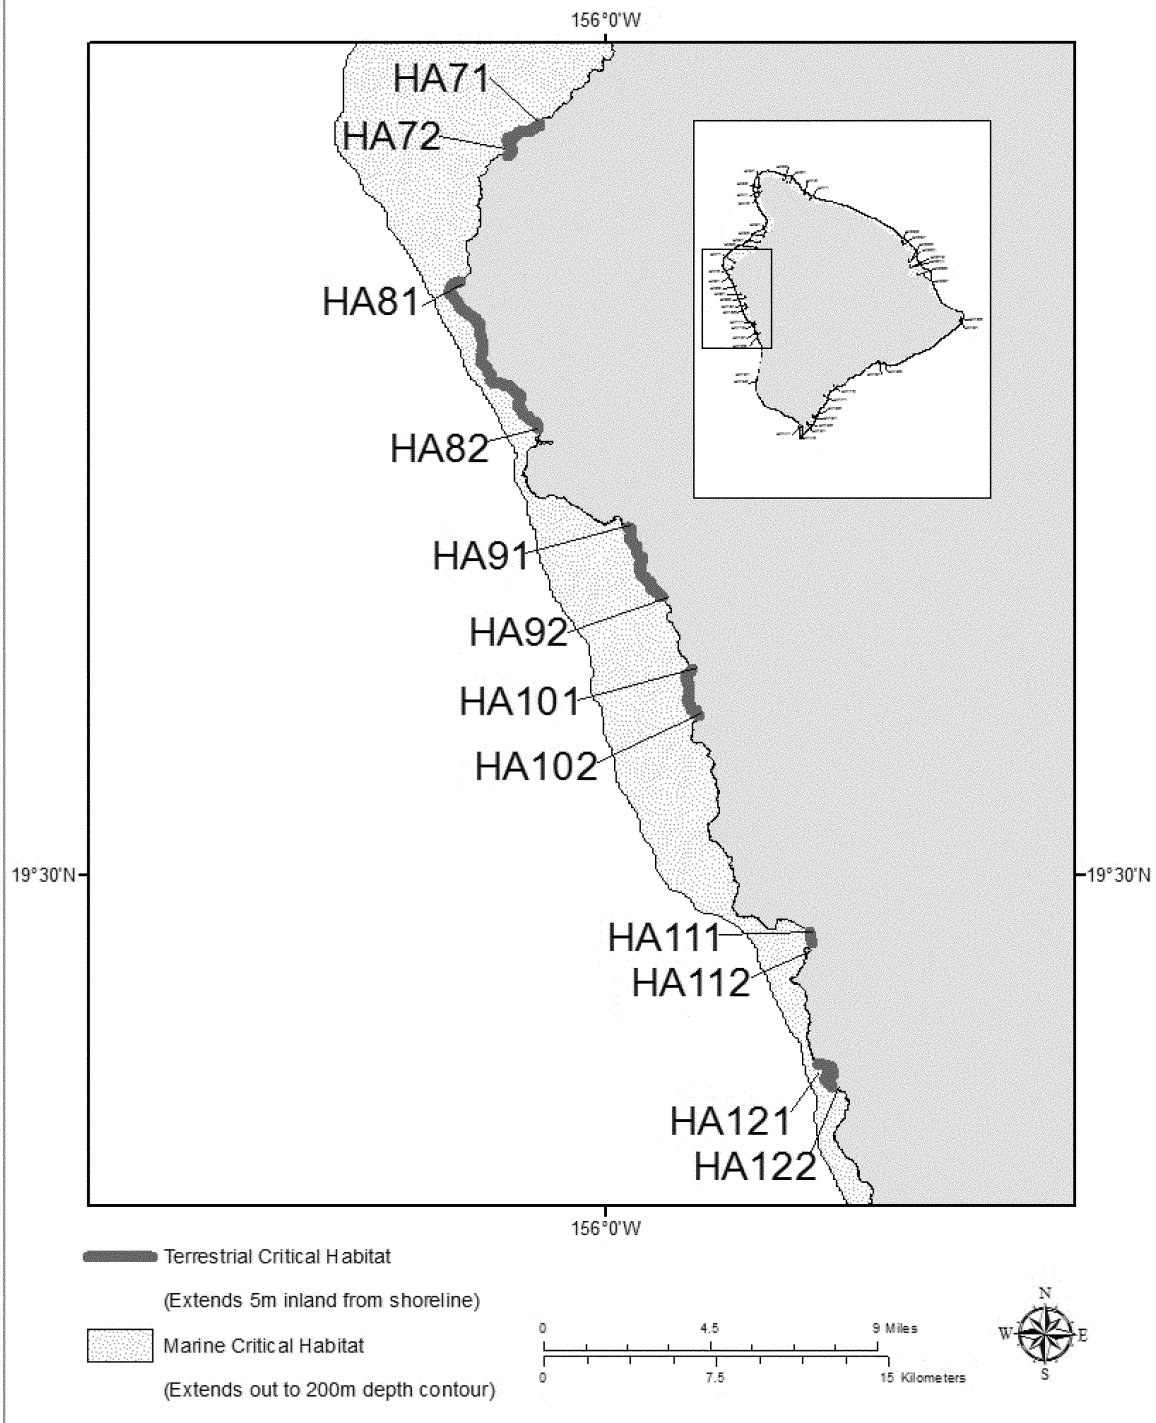 156°0'W
HA71
HA72
HA81
HA82
HA91
HA92
HA101
HA102
19°30'N
19°30'N
HA111
HA112
HA121
HA122
156°0'W
Terrestrial Critical Habitat
(Extends 5m inland from shoreline)
Marine Critical Habitat
(Extends out to 200m depth contour)
0 4.5 9 Miles
0 7.5 15 Kilometers
N
W E
S